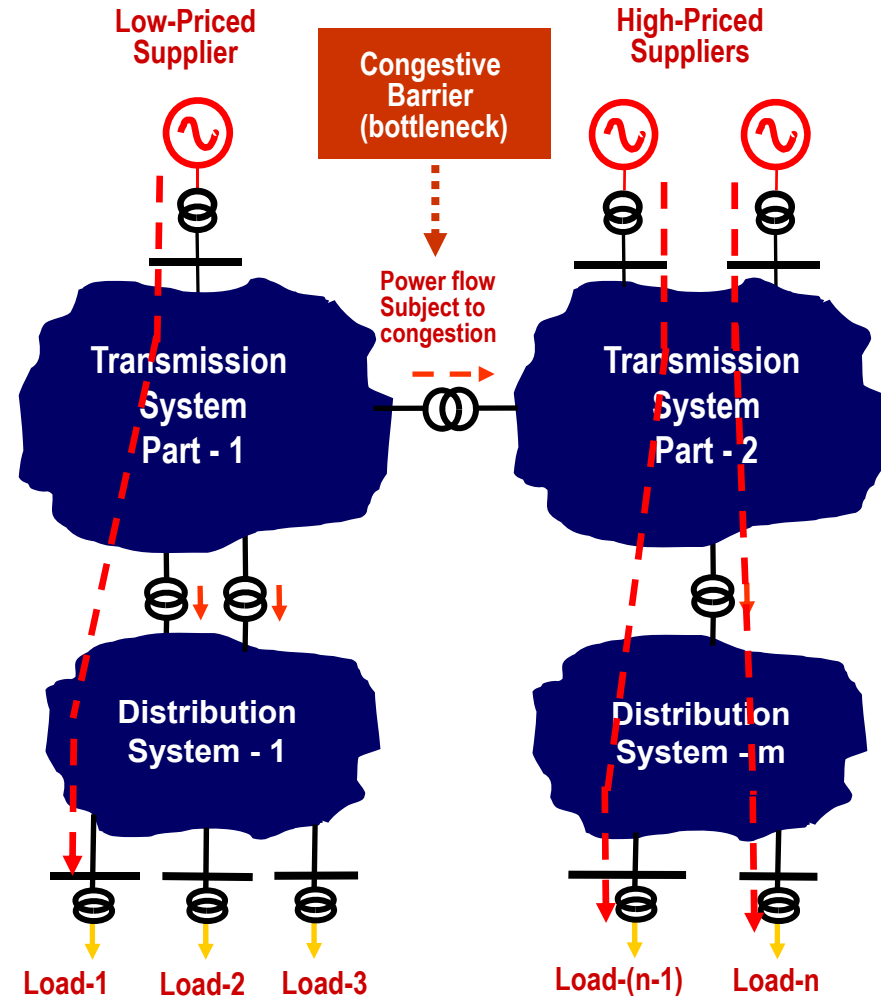 Low-Priced
Supplier
Congestive
Barrier
(bottleneck)
High-Priced
Suppliers
Power flow
Subject to
congestion
Transmission
System
Part - 1
Transmission
System
Part - 2
Distribution
System - 1
Distribution
System - m
Load-1
Load-2
Load-3
Load-(n-1)
Load-n